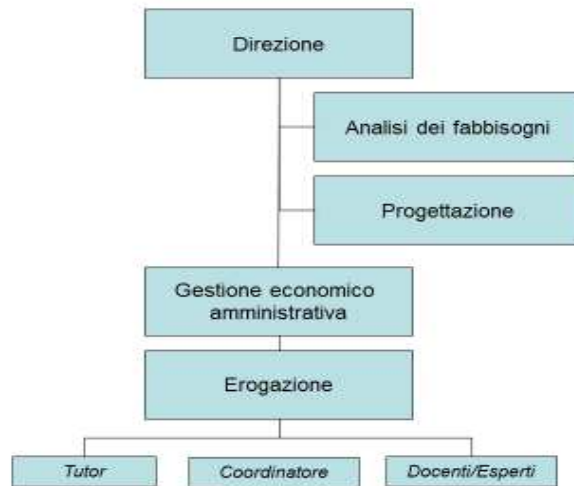 Direzione
Analisi dei fabbisogni
Progettazione
Gestione economico
amministrativa
Erogazione
Tutor
Coordinatore
Docenti/Esperti